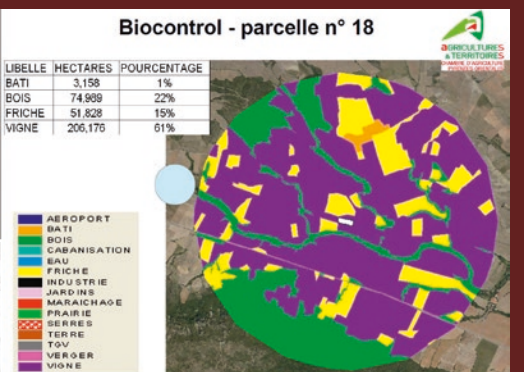 Biocontrol - parcelle n° 18
AGRICULTURES
& TERRITOIRES
CHAMBRE D'AGRICULTURE
PYRÉNÉES-ORIENTALES
LIBELLE HECTARES POURCENTAGE
BATI 3,158 1%
BOIS 74,989 22%
FRICHE 51,828 15%
VIGNE 206,176 61%
AEROPORT
BATI
BOIS
CABANISATION
EAU
FRICHE
INDUSTRIE
JARDINS
MARAICHAGE
PRAIRIE
SERRES
TERRE
TGV
VERGER
VIGNE